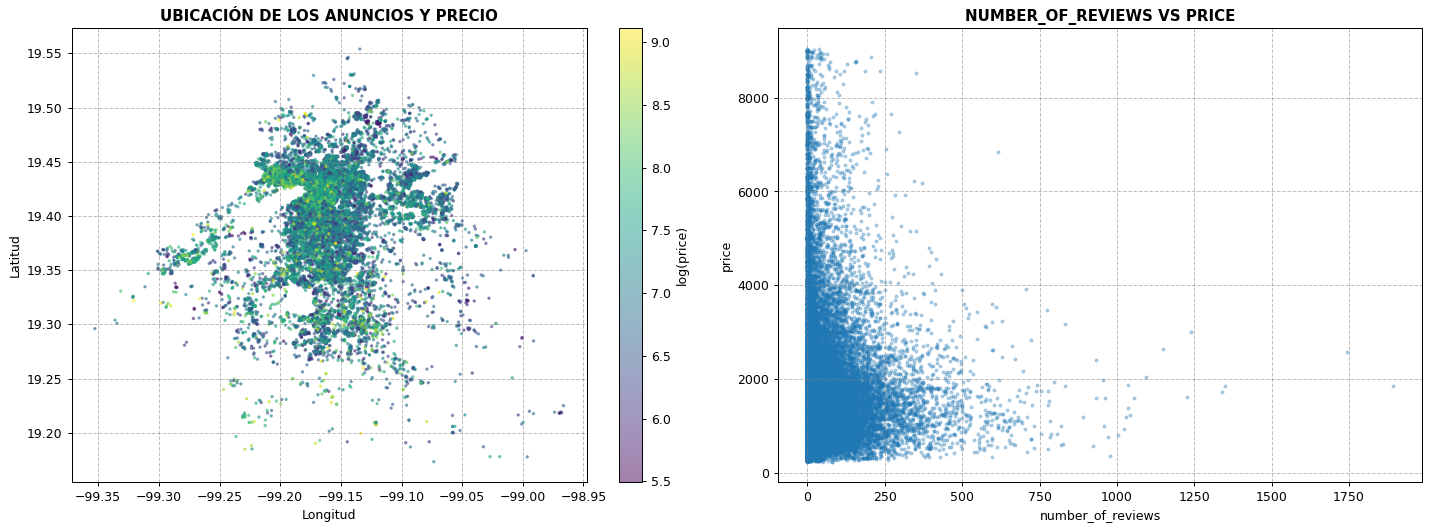 UBICACIÓN DE LOS ANUNCIOS Y PRECIO
19.55
19.50
19.45
19.40
19.35
19.30
19.25
19.20
Latitud
−99.35 −99.30 −99.25 −99.20 −99.15 −99.10 −99.05 −99.00 −98.95
Longitud
9.0
8.5
8.0
7.5
7.0
6.5
6.0
5.5
log(price)
NUMBER_OF_REVIEWS VS PRICE
8000
6000
4000
2000
0
price
0 250 500 750 1000 1250 1500 1750
number_of_reviews